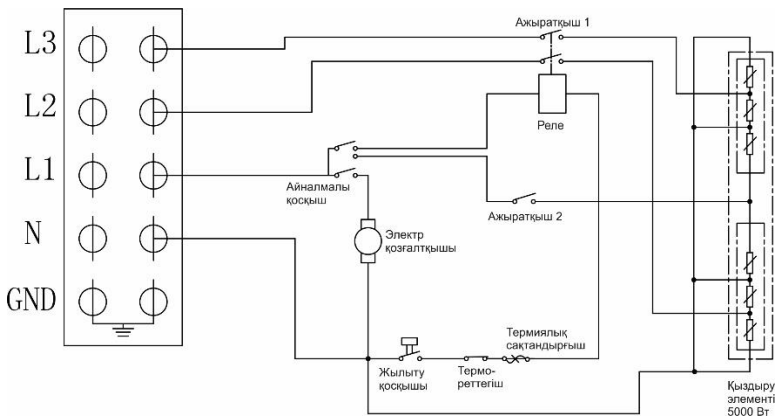 L3
L2
L1
N
GND
Ажыратқыш 1
Реле
Айналмалы
қосқыш
Ажыратқыш 2
Электр
қозғалтқышы
Жылыту
қосқышы
Термо-
реттегіш
Термиялық
сақтандырғыш
Қыздыру
элементі
5000 Вт